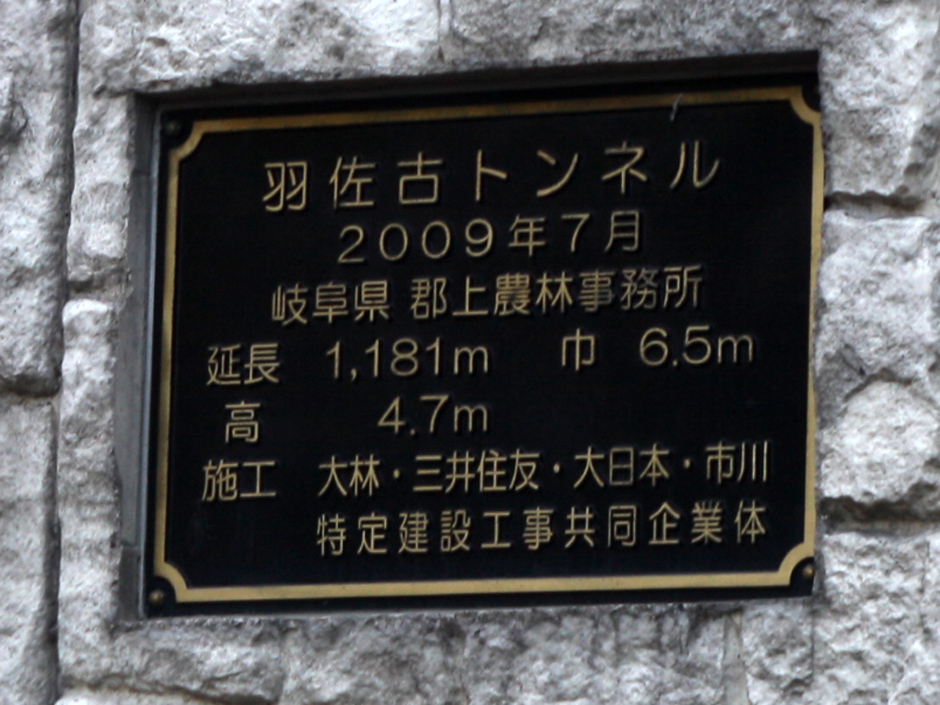 羽佐古トンネル
2009年7月
岐阜県 郡上農林事務所
延長 1,181m 巾 6.5m
高 4.7m
施工 大林・三井住友・大日本・市川
特定建設工事共同企業体